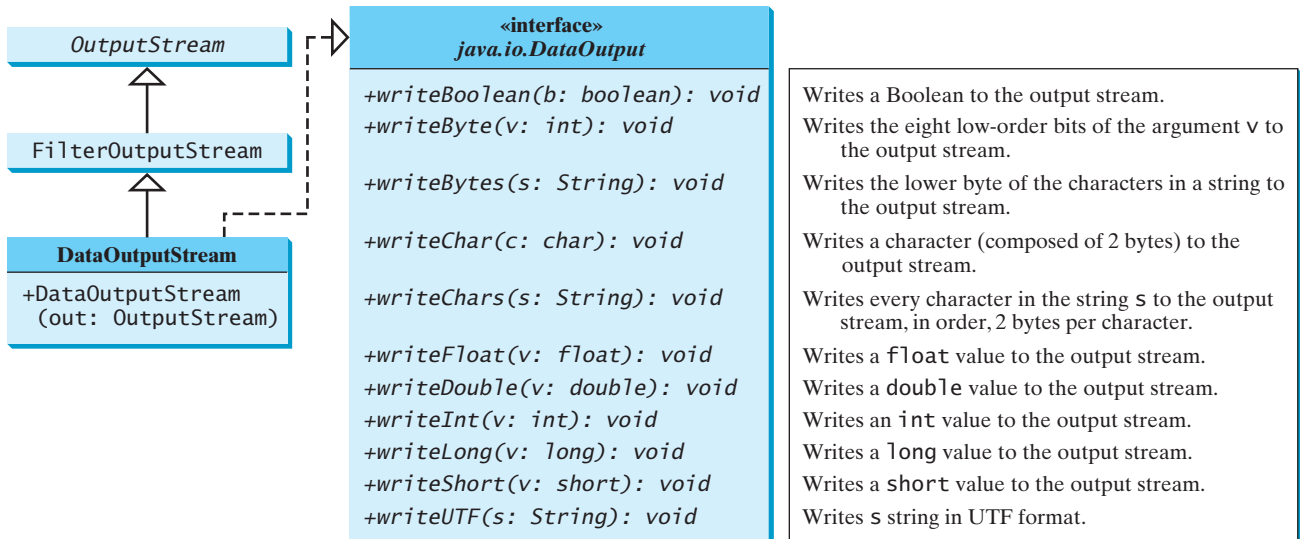 OutputStream
FilterOutputStream
DataOutputStream
+DataOutputStream
(out: OutputStream)
«interface»
java.io.DataOutput
+writeBoolean(b: boolean): void
+writeByte(v: int): void
+writeBytes(s: String): void
+writeChar(c: char): void
+writeChars(s: String): void
+writeFloat(v: float): void
+writeDouble(v: double): void
+writeInt(v: int): void
+writeLong(v: long): void
+writeShort(v: short): void
+writeUTF(s: String): void
Writes a Boolean to the output stream.
Writes the eight low-order bits of the argument v to
the output stream.
Writes the lower byte of the characters in a string to
the output stream.
Writes a character (composed of 2 bytes) to the
output stream.
Writes every character in the string s to the output
stream, in order, 2 bytes per character.
Writes a float value to the output stream.
Writes a double value to the output stream.
Writes an int value to the output stream.
Writes a long value to the output stream.
Writes a short value to the output stream.
Writes s string in UTF format.